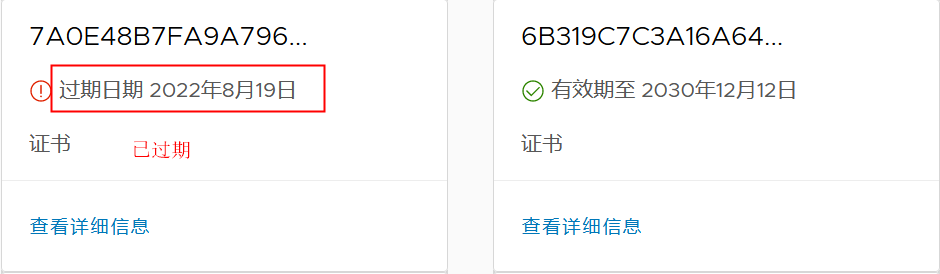 7A0E48B7FA9A796...
过期日期 2022年8月19日
证书
已过期
查看详细信息
6B319C7C3A16A64...
有效期至 2030年12月12日
证书
查看详细信息